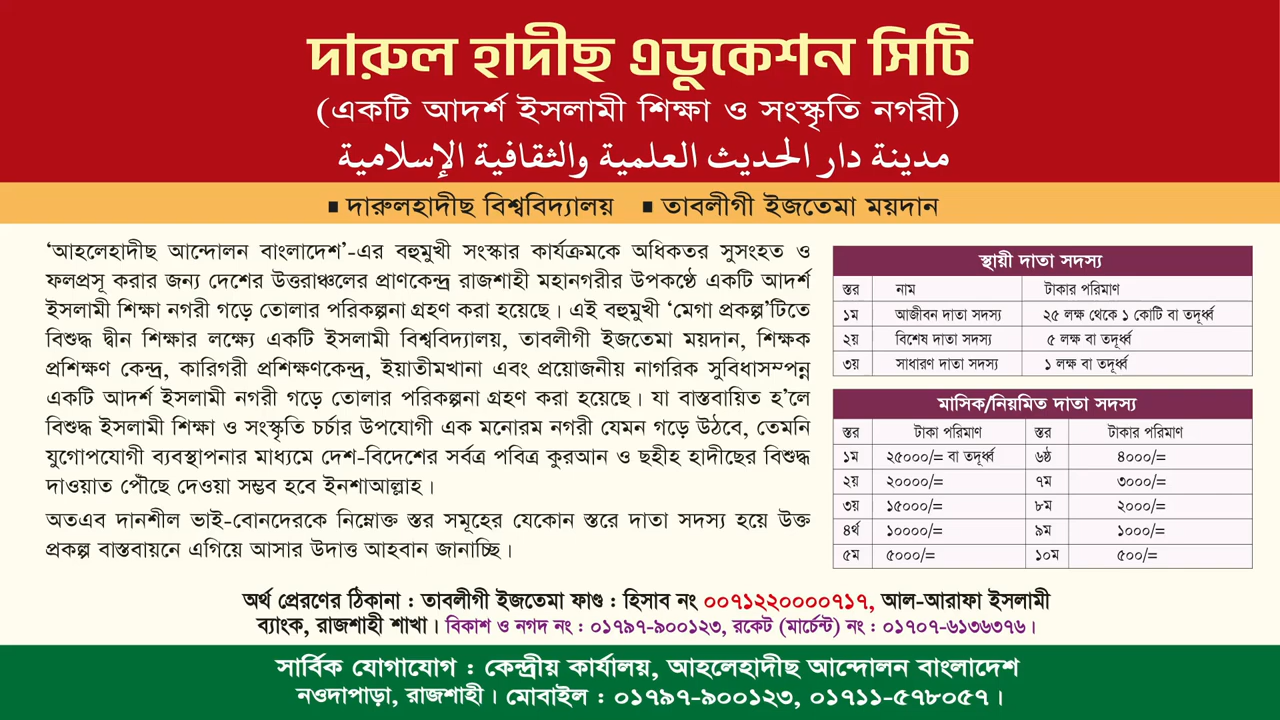 দারুল হাদীছ এডুকেশন সিটি
(একটি আদর্শ ইসলামী শিক্ষা ও সংস্কৃতি নগরী)
مدينة دار الحديث العلمية والثقافية الإسلامية
■ দারুলহাদীছ বিশ্ববিদ্যালয় ■ তাবলীগী ইজতেমা ময়দান
‘আহলেহাদীছ আন্দোলন বাংলাদেশ’-এর বহুমুখী সংস্কার কার্যক্রমকে অধিকতর সুসংহত ও
ফলপ্রসূ করার জন্য দেশের উত্তরাঞ্চলের প্রাণকেন্দ্র রাজশাহী মহানগরীর উপকণ্ঠে একটি আদর্শ
ইসলামী শিক্ষা নগরী গড়ে তোলার পরিকল্পনা গ্রহণ করা হয়েছে। এই বহুমুখী ‘মেগা প্রকল্প’টিতে
বিশুদ্ধ দ্বীন শিক্ষার লক্ষ্যে একটি ইসলামী বিশ্ববিদ্যালয়, তাবলীগী ইজতেমা ময়দান, শিক্ষক
প্রশিক্ষণ কেন্দ্র, কারিগরী প্রশিক্ষণকেন্দ্র, ইয়াতীমখানা এবং প্রয়োজনীয় নাগরিক সুবিধাসম্পন্ন
একটি আদর্শ ইসলামী নগরী গড়ে তোলার পরিকল্পনা গ্রহণ করা হয়েছে। যা বাস্তবায়িত হ’লে
বিশুদ্ধ ইসলামী শিক্ষা ও সংস্কৃতি চর্চার উপযোগী এক মনোরম নগরী যেমন গড়ে উঠবে, তেমনি
যুগোপযোগী ব্যবস্থাপনার মাধ্যমে দেশ-বিদেশের সর্বত্র পবিত্র কুরআন ও ছহীহ হাদীছের বিশুদ্ধ
দাওয়াত পৌঁছে দেওয়া সম্ভব হবে ইনশাআল্লাহ।
অতএব দানশীল ভাই-বোনদেরকে নিম্নোক্ত স্তর সমূহের যেকোন স্তরে দাতা সদস্য হয়ে উক্ত
প্রকল্প বাস্তবায়নে এগিয়ে আসার উদাত্ত আহবান জানাচ্ছি।
স্থায়ী দাতা সদস্য
স্তর নাম টাকার পরিমাণ
১ম আজীবন দাতা সদস্য ২৫ লক্ষ থেকে ১ কোটি বা তদূর্ধ্ব
২য় বিশেষ দাতা সদস্য ৫ লক্ষ বা তদূর্ধ্ব
৩য় সাধারণ দাতা সদস্য ১ লক্ষ বা তদূর্ধ্ব
মাসিক/নিয়মিত দাতা সদস্য
স্তর টাকা পরিমাণ স্তর টাকার পরিমাণ
১ম ২৫০০০/= বা তদূর্ধ্ব ৬ষ্ঠ ৪০০০/=
২য় ২০০০০/= ৭ম ৩০০০/=
৩য় ১৫০০০/= ৮ম ২০০০/=
৪র্থ ১০০০০/= ৯ম ১০০০/=
৫ম ৫০০০/= ১০ম ৫০০/=
অর্থ প্রেরণের ঠিকানা : তাবলীগী ইজতেমা ফাণ্ড : হিসাব নং ০০৭১২২০০০০৭১৭, আল-আরাফা ইসলামী
ব্যাংক, রাজশাহী শাখা। বিকাশ ও নগদ নং : ০১৭৯৭-৯০০১২৩, রকেট (মার্চেন্ট) নং : ০১৭০৭-৬১৩৬৩৭৬।
সার্বিক যোগাযোগ : কেন্দ্রীয় কার্যালয়, আহলেহাদীছ আন্দোলন বাংলাদেশ
নওদাপাড়া, রাজশাহী। মোবাইল : ০১৭৯৭-৯০০১২৩, ০১৭১১-৫৭৮০৫৭।